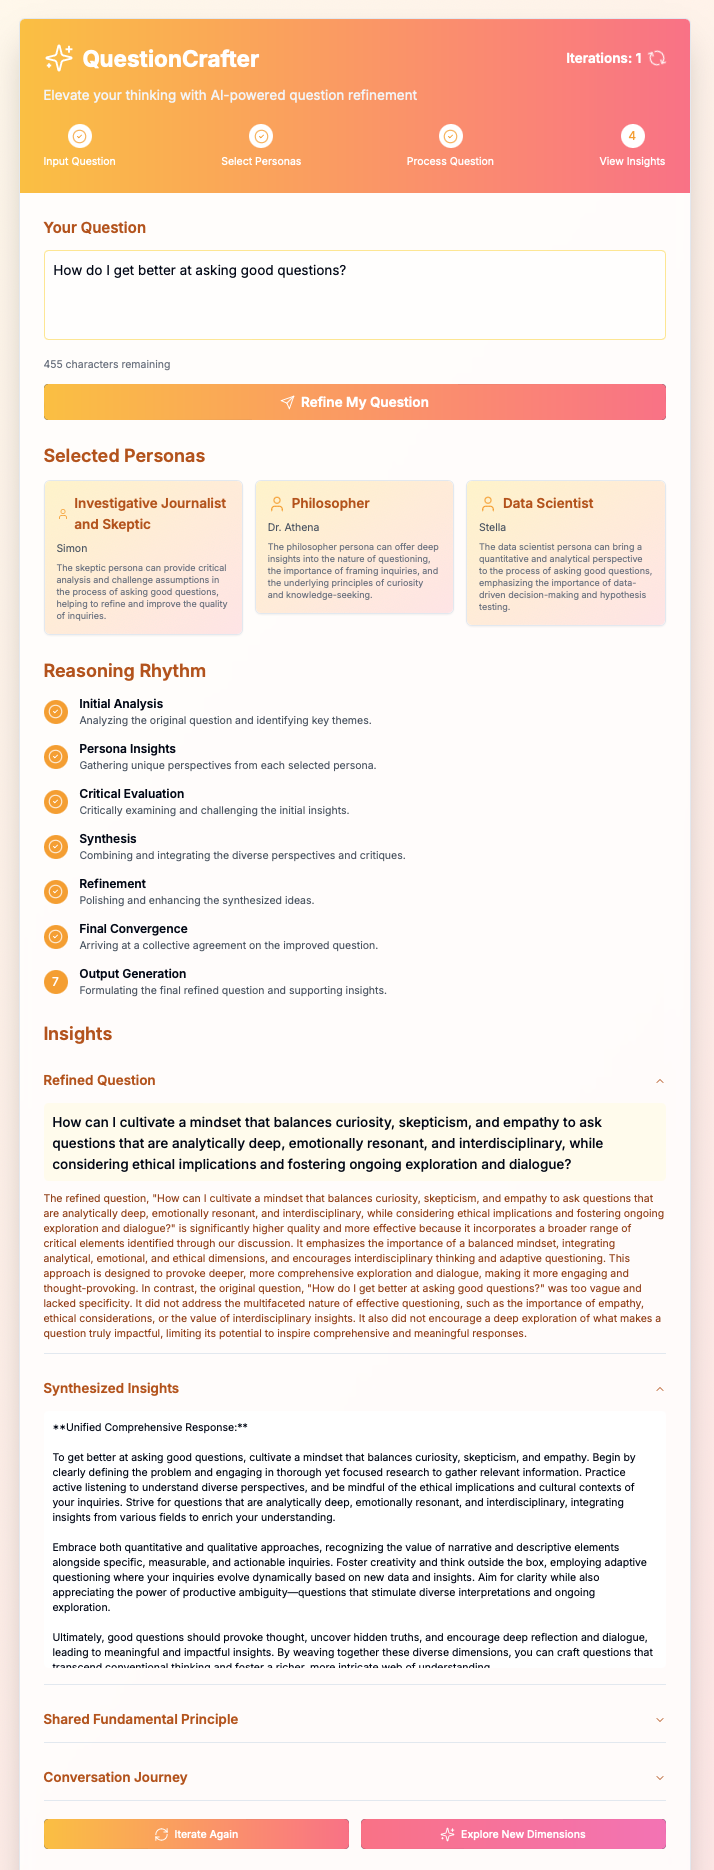 QuestionCrafter
Iterations: 1
Elevate your thinking with AI-powered question refinement
4
Input Question
Select Personas
Process Question
View Insights
Your Question
How do I get better at asking good questions?
455 characters remaining
Refine My Question
Selected Personas
Investigative Journalist
and Skeptic
Simon
The skeptic persona can provide critical
analysis and challenge assumptions in
the process of asking good questions,
helping to refine and improve the quality
of inquiries.
Philosopher
Dr. Athena
The philosopher persona can offer deep
insights into the nature of questioning,
the importance of framing inquiries, and
the underlying principles of curiosity
and knowledge-seeking.
Data Scientist
Stella
The data scientist persona can bring a
quantitative and analytical perspective
to the process of asking good questions,
emphasizing the importance of data-
driven decision-making and hypothesis
testing.
Reasoning Rhythm
Initial Analysis
Analyzing the original question and identifying key themes.
Persona Insights
Gathering unique perspectives from each selected persona.
Critical Evaluation
Critically examining and challenging the initial insights.
Synthesis
Combining and integrating the diverse perspectives and critiques.
Refinement
Polishing and enhancing the synthesized ideas.
Final Convergence
Arriving at a collective agreement on the improved question.
7
Output Generation
Formulating the final refined question and supporting insights.
Insights
Refined Question
How can I cultivate a mindset that balances curiosity, skepticism, and empathy to ask
questions that are analytically deep, emotionally resonant, and interdisciplinary, while
considering ethical implications and fostering ongoing exploration and dialogue?
The refined question, "How can I cultivate a mindset that balances curiosity, skepticism, and empathy to ask questions that
are analytically deep, emotionally resonant, and interdisciplinary, while considering ethical implications and fostering ongoing
exploration and dialogue?" is significantly higher quality and more effective because it incorporates a broader range of
critical elements identified through our discussion. It emphasizes the importance of a balanced mindset, integrating
analytical, emotional, and ethical dimensions, and encourages interdisciplinary thinking and adaptive questioning. This
approach is designed to provoke deeper, more comprehensive exploration and dialogue, making it more engaging and
thought-provoking. In contrast, the original question, "How do I get better at asking good questions?" was too vague and
lacked specificity. It did not address the multifaceted nature of effective questioning, such as the importance of empathy,
ethical considerations, or the value of interdisciplinary insights. It also did not encourage a deep exploration of what makes a
question truly impactful, limiting its potential to inspire comprehensive and meaningful responses.
Synthesized Insights
**Unified Comprehensive Response:**
To get better at asking good questions, cultivate a mindset that balances curiosity, skepticism, and empathy. Begin by
clearly defining the problem and engaging in thorough yet focused research to gather relevant information. Practice
active listening to understand diverse perspectives, and be mindful of the ethical implications and cultural contexts of
your inquiries. Strive for questions that are analytically deep, emotionally resonant, and interdisciplinary, integrating
insights from various fields to enrich your understanding.
Embrace both quantitative and qualitative approaches, recognizing the value of narrative and descriptive elements
alongside specific, measurable, and actionable inquiries. Foster creativity and think outside the box, employing adaptive
questioning where your inquiries evolve dynamically based on new data and insights. Aim for clarity while also
appreciating the power of productive ambiguity—questions that stimulate diverse interpretations and ongoing
exploration.
Ultimately, good questions should provoke thought, uncover hidden truths, and encourage deep reflection and dialogue,
leading to meaningful and impactful insights. By weaving together these diverse dimensions, you can craft questions that
transcend conventional thinking and foster a richer, more intricate web of understanding.
Shared Fundamental Principle
Conversation Journey
Iterate Again
Explore New Dimensions